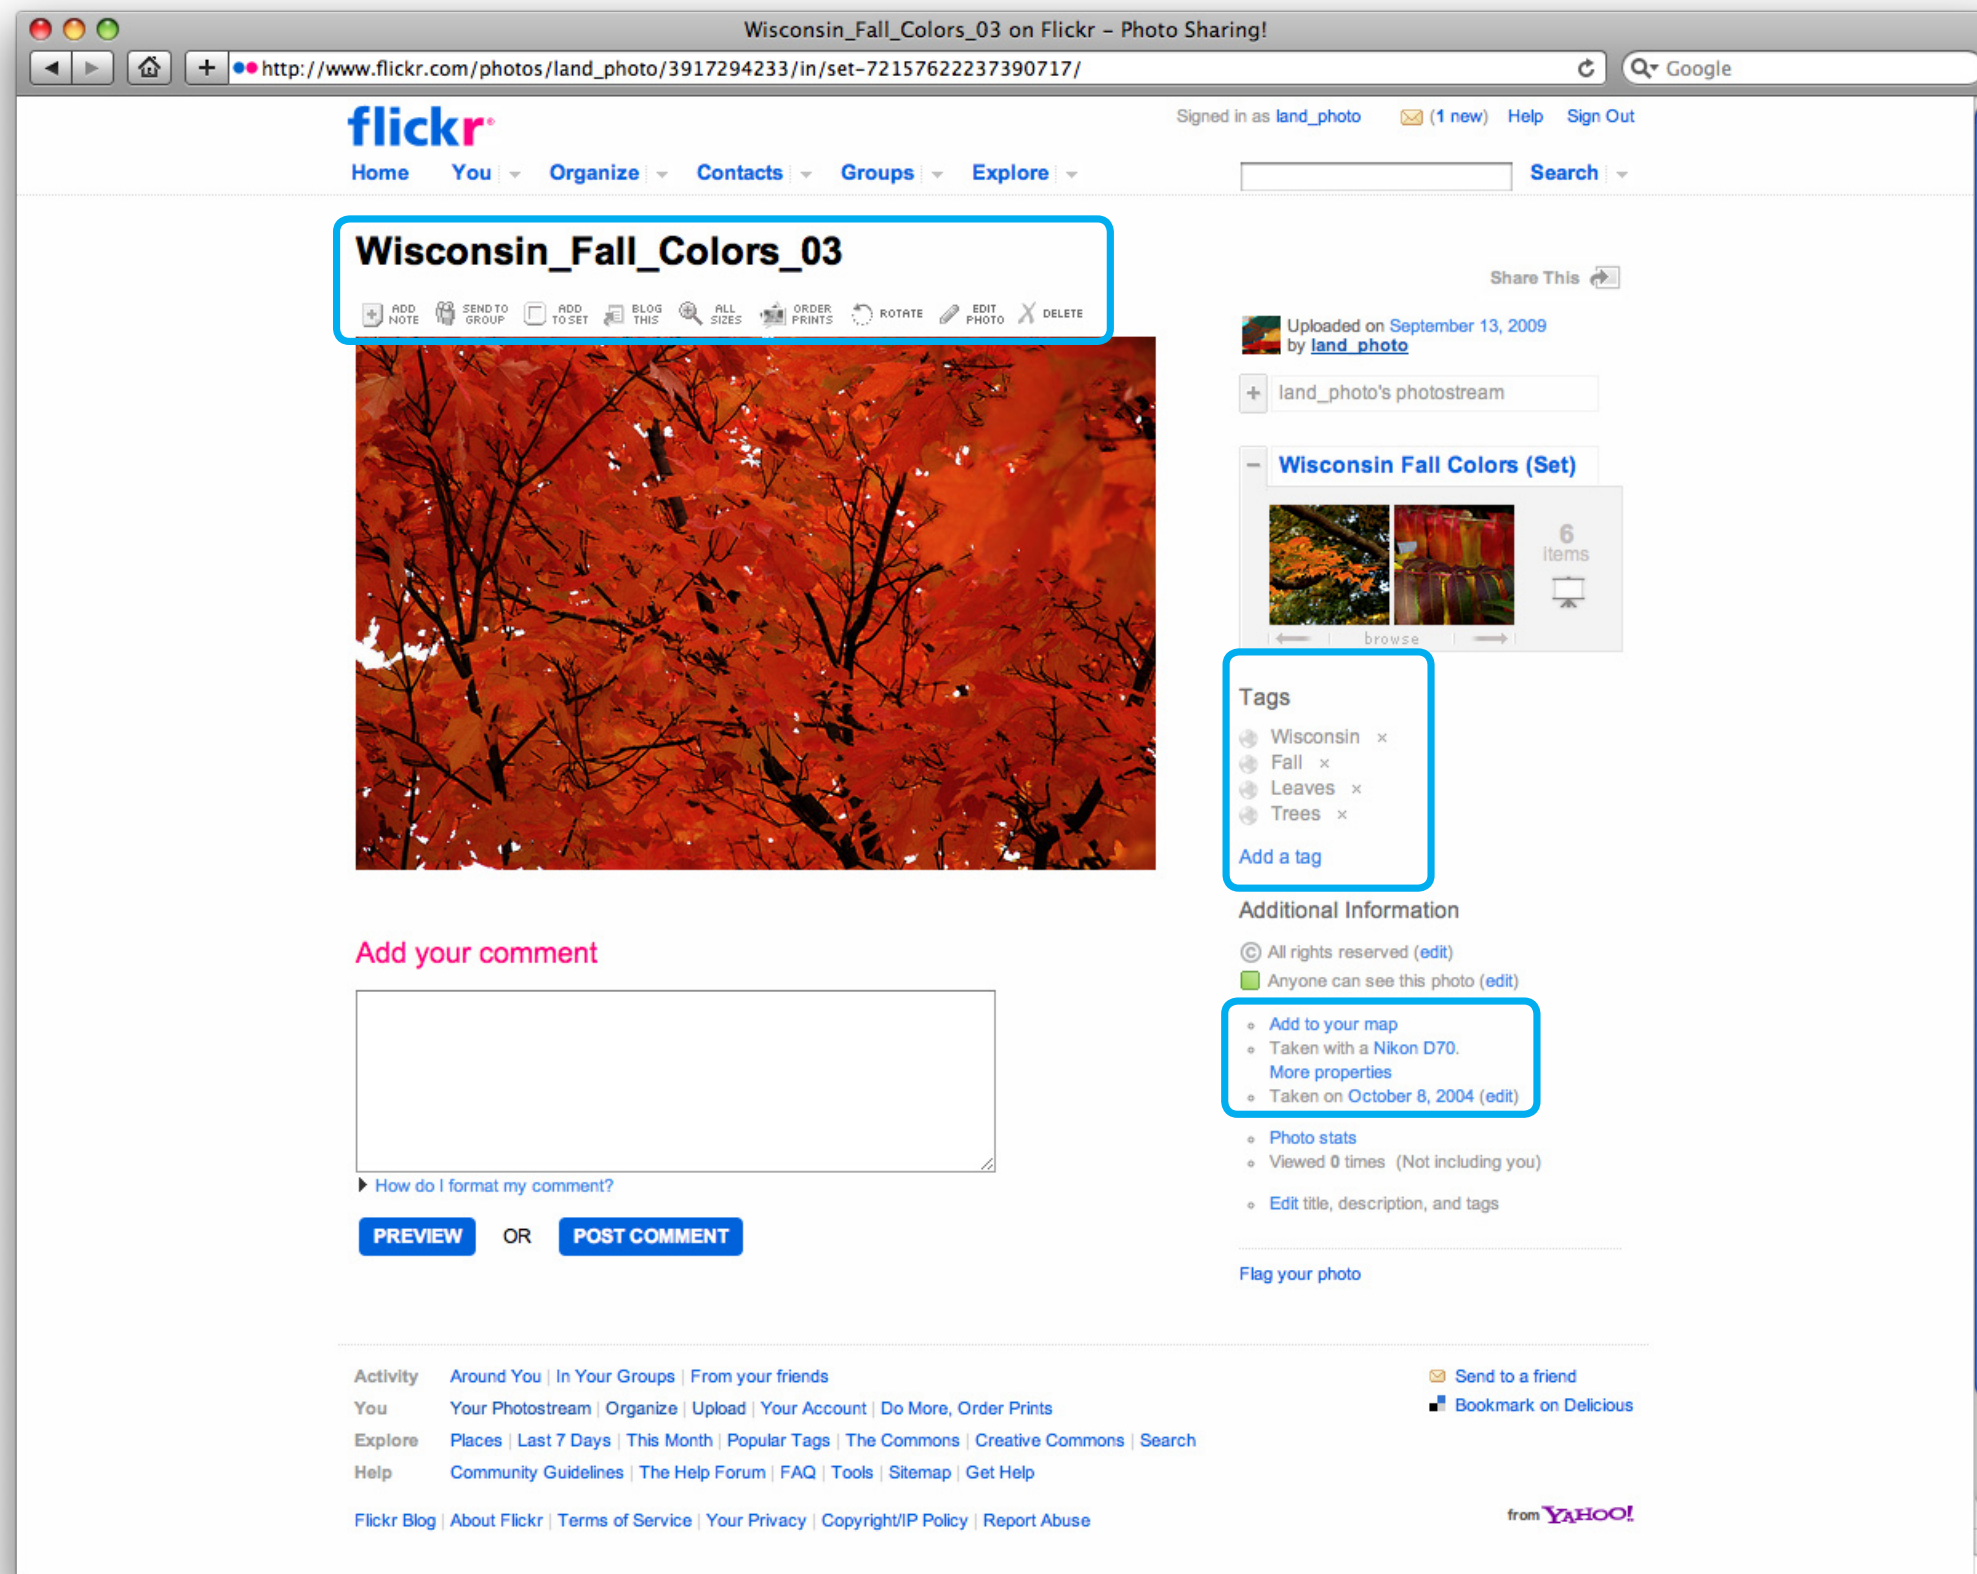 Wisconsin_Fall_Colors_03 on Flickr – Photo Sharing!
http://www.flickr.com/photos/land_photo/3917294233/in/set-72157622237390717/
Google
flickr
Signed in as land_photo (1 new) Help Sign Out
Home You Organize Contacts Groups Explore Search
Wisconsin_Fall_Colors_03
ADD NOTE SEND TO GROUP ADD TO SET BLOG THIS ALL SIZES ORDER PRINTS ROTATE EDIT PHOTO DELETE
Share This
Uploaded on September 13, 2009
by land_photo
land_photo's photostream
Wisconsin Fall Colors (Set)
6
items
browse
Tags
Wisconsin ×
Fall ×
Leaves ×
Trees ×
Add a tag
Additional Information
© All rights reserved (edit)
Anyone can see this photo (edit)
Add to your map
Taken with a Nikon D70.
More properties
Taken on October 8, 2004 (edit)
Photo stats
Viewed 0 times (Not including you)
Edit title, description, and tags
Flag your photo
Add your comment
How do I format my comment?
PREVIEW OR POST COMMENT
Activity Around You | In Your Groups | From your friends
You Your Photostream | Organize | Upload | Your Account | Do More, Order Prints
Explore Places | Last 7 Days | This Month | Popular Tags | The Commons | Creative Commons | Search
Help Community Guidelines | The Help Forum | FAQ | Tools | Sitemap | Get Help
Send to a friend
Bookmark on Delicious
Flickr Blog | About Flickr | Terms of Service | Your Privacy | Copyright/IP Policy | Report Abuse
from YAHOO!